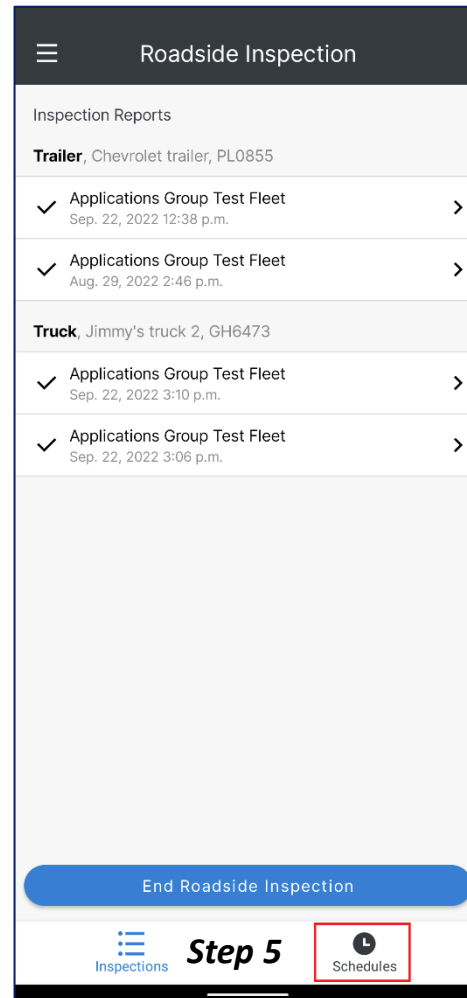 Roadside Inspection
Inspection Reports
Trailer, Chevrolet trailer, PL0855
Applications Group Test Fleet
Sep. 22, 2022 12:38 p.m.
Applications Group Test Fleet
Aug. 29, 2022 2:46 p.m.
Truck, Jimmy's truck 2, GH6473
Applications Group Test Fleet
Sep. 22, 2022 3:10 p.m.
Applications Group Test Fleet
Sep. 22, 2022 3:06 p.m.
End Roadside Inspection
Inspections
Step 5
Schedules